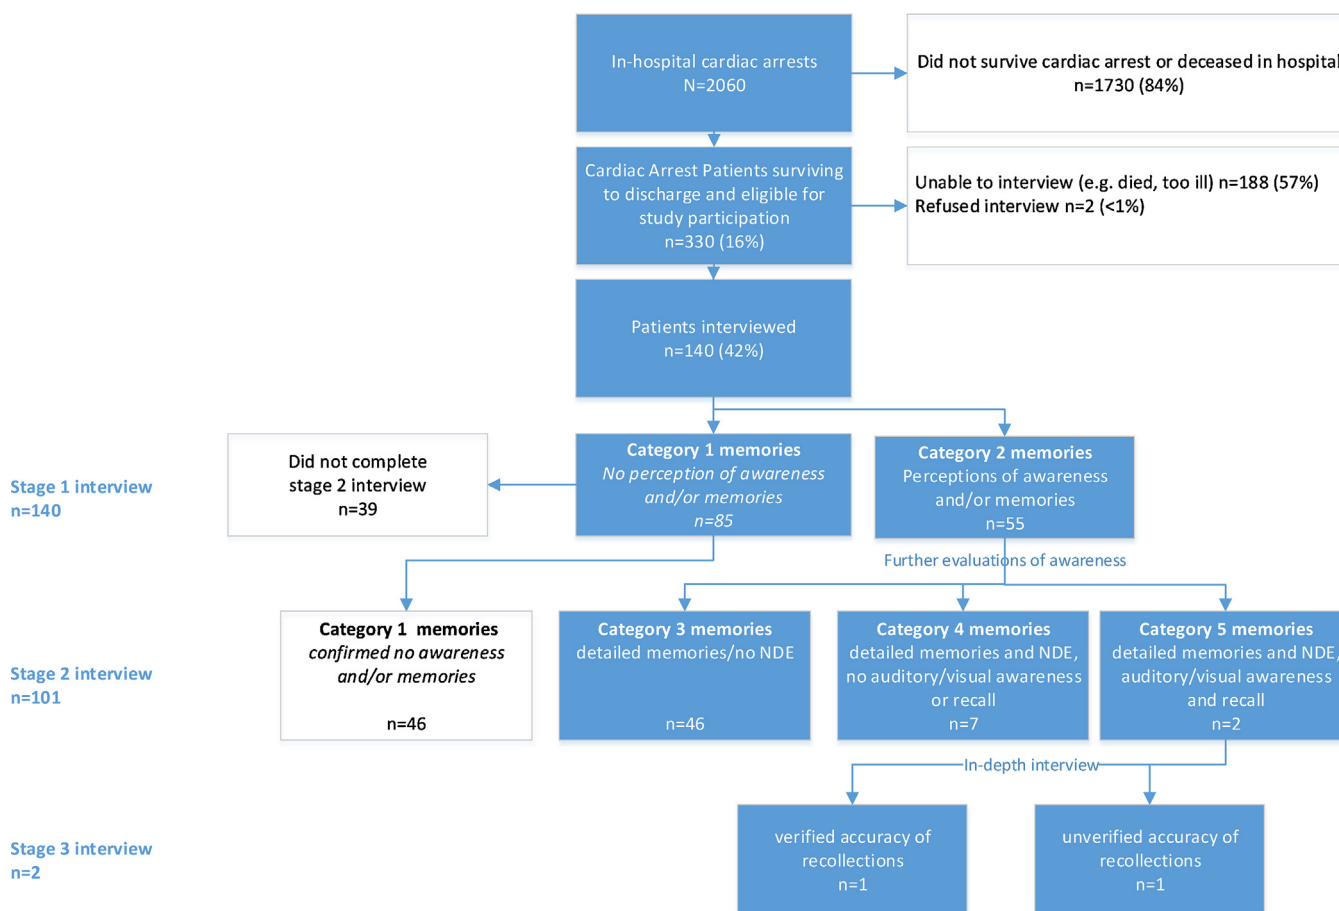 In-hospital cardiac arrests
N=2060
Did not survive cardiac arrest or deceased in hospital
n=1730 (84%)
Cardiac Arrest Patients surviving
to discharge and eligible for
study participation
n=330 (16%)
Unable to interview (e.g. died, too ill) n=188 (57%)
Refused interview n=2 (<1%)
Patients interviewed
n=140 (42%)
Stage 1 interview
n=140
Did not complete
stage 2 interview
n=39
Category 1 memories
No perception of awareness
and/or memories
n=85
Category 2 memories
Perceptions of awareness
and/or memories
n=55
Further evaluations of awareness
Stage 2 interview
n=101
Category 1 memories
confirmed no awareness
and/or memories
n=46
Category 3 memories
detailed memories/no NDE
n=46
Category 4 memories
detailed memories and NDE,
no auditory/visual awareness
or recall
n=7
Category 5 memories
detailed memories and NDE,
auditory/visual awareness
and recall
n=2
In-depth interview
Stage 3 interview
n=2
verified accuracy of
recollections
n=1
unverified accuracy of
recollections
n=1